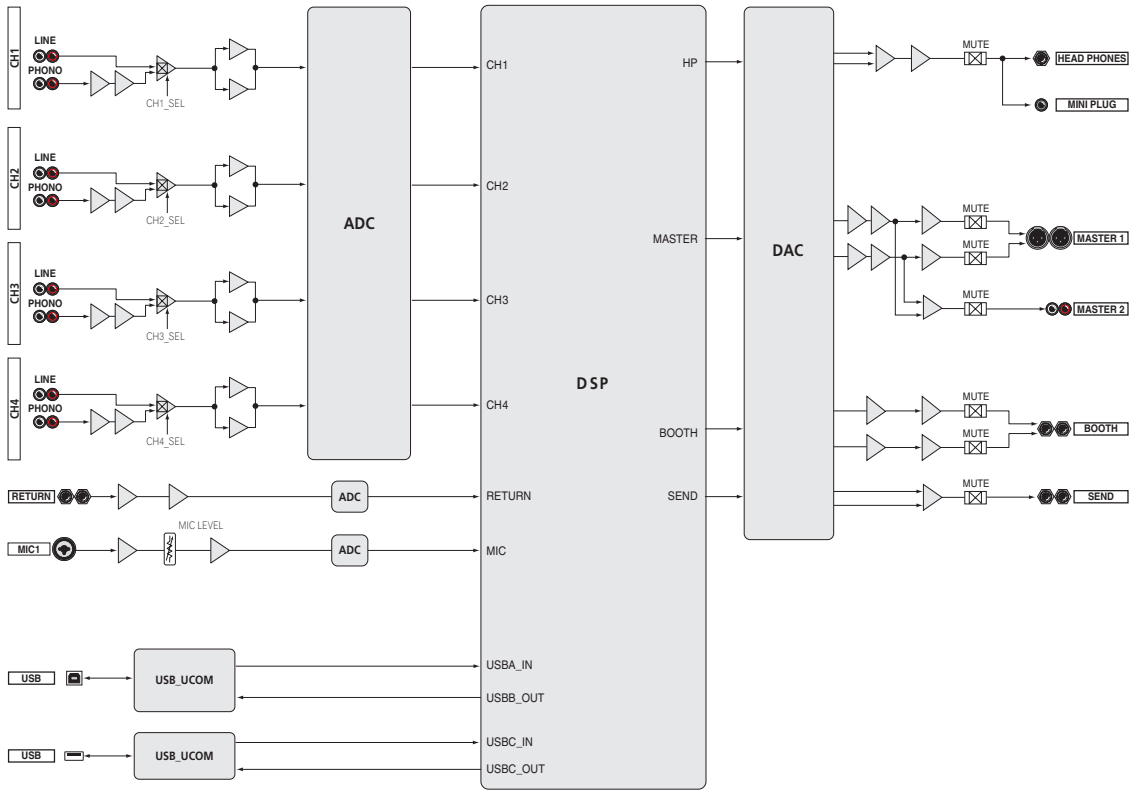 CH1
LINE
PHONO
CH1_SEL
CH2
LINE
PHONO
CH2_SEL
CH3
LINE
PHONO
CH3_SEL
CH4
LINE
PHONO
CH4_SEL
RETURN
MIC1
MIC LEVEL
ADC
ADC
ADC
USB
USB_UCOM
USB
USB_UCOM
CH1
CH2
CH3
CH4
RETURN
MIC
USBA_IN
USBB_OUT
USBC_IN
USBC_OUT
DSP
HP
MASTER
BOOTH
SEND
DAC
MUTE
HEAD PHONES
MINI PLUG
MUTE
MUTE
MASTER 1
MUTE
MASTER 2
MUTE
MUTE
BOOTH
MUTE
SEND